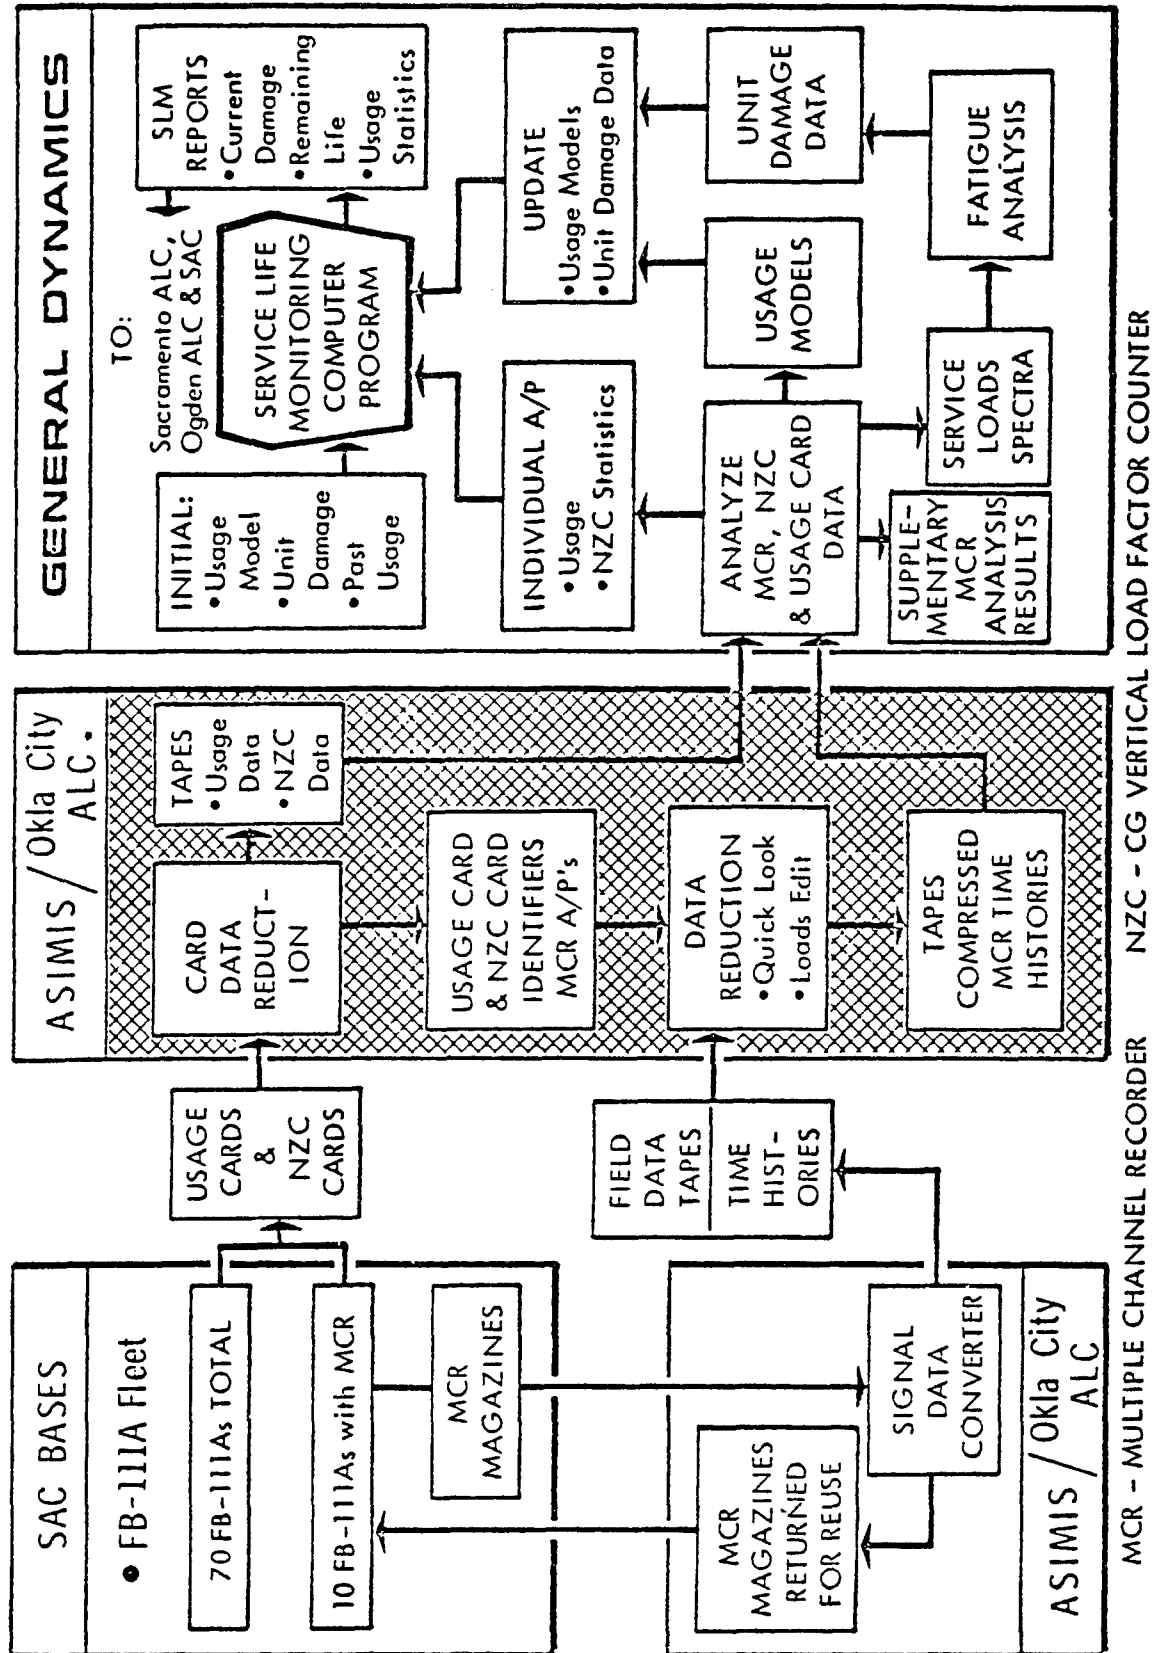 SAC BASES
• FB-111A Fleet
70 FB-111As TOTAL
10 FB-111As with MCR
MCR
MAGAZINES
MCR
MAGAZINES
RETURNED
FOR REUSE
SIGNAL
DATA
CONVERTER
ASIMIS / Okla City
ALC
USAGE
CARDS
&
NZC
CARDS
FIELD
DATA
TAPES
TIME
HIST-
ORIES
ASIMIS / Okla City
ALC.
CARD
DATA
REDUCT-
ION
TAPES
• Usage
Data
• NZC
Data
USAGE CARD
& NZC CARD
IDENTIFIERS
MCR A/P's
DATA
REDUCTION
• Quick Look
• Loads Edit
TAPES
COMPRESSED
MCR TIME
HISTORIES
GENERAL DYNAMICS
TO:
Sacramento ALC,
Ogden ALC & SAC
INITIAL:
• Usage
Model
• Unit
Damage
• Past
Usage
SERVICE LIFE
MONITORING
COMPUTER
PROGRAM
SLM
REPORTS
• Current
Damage
• Remaining
Life
• Usage
Statistics
INDIVIDUAL A/P
• Usage
• NZC Statistics
UPDATE
• Usage Models
• Unit Damage Data
ANALYZE
MCR, NZC
& USAGE CARD
DATA
USAGE
MODELS
UNIT
DAMAGE
DATA
SUPPLE-
MENTARY
MCR
ANALYSIS
RESULTS
SERVICE
LOADS
SPECTRA
FATIGUE
ANALYSIS
MCR - MULTIPLE CHANNEL RECORDER
NZC - CG VERTICAL LOAD FACTOR COUNTER